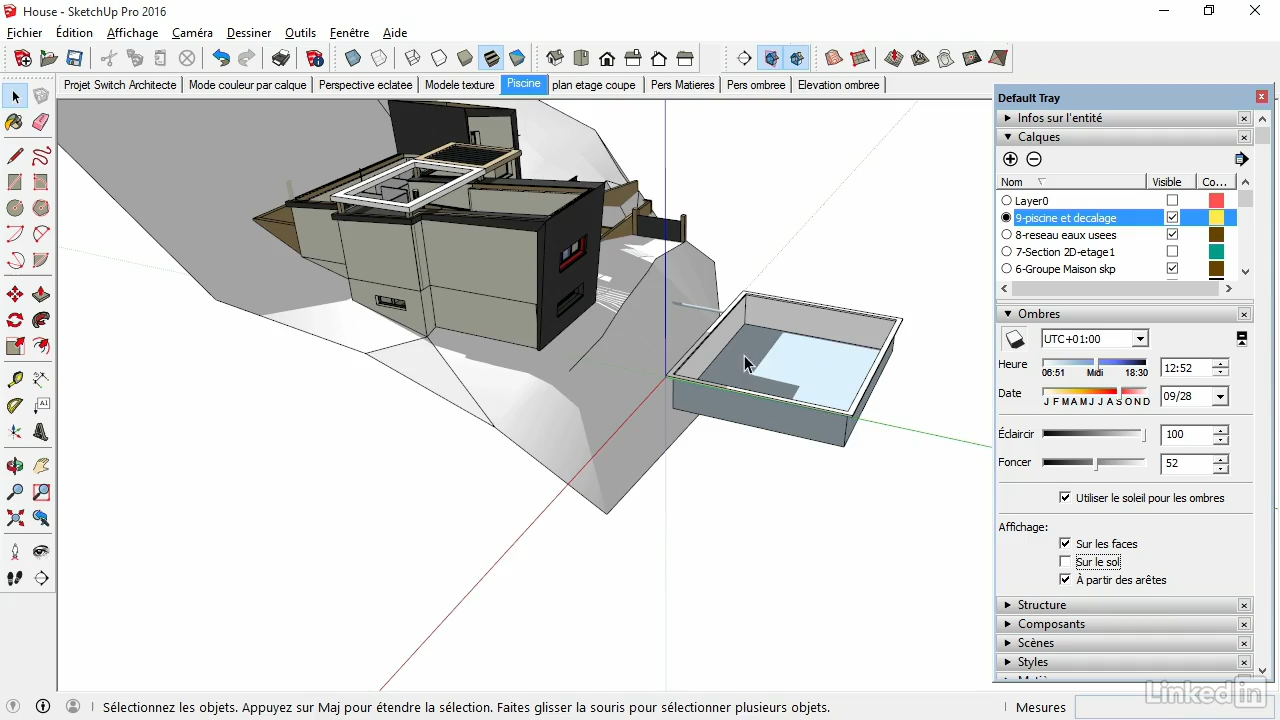 House - SketchUp Pro 2016
Fichier Édition Affichage Caméra Dessiner Outils Fenêtre Aide
Projet Switch Architecte Mode couleur par calque Perspective eclatee Modele texture Piscine plan etage coupe Pers Matieres Pers ombre Elevation ombre
Default Tray
Infos sur l'entité
Calques
Nom Visible Co...
Layer0
9-piscine et decalage
8-reseau eaux usees
7-Section 2D-etage1
6-Groupe Maison skp
Ombres
UTC+01:00
Heure 06:51 Midi 18:30 12:52
Date J F M A M J J A S O N D 09/28
Éclaircir 100
Foncer 52
Utiliser le soleil pour les ombres
Affichage:
Sur les faces
Sur le sol
À partir des arêtes
Structure
Composants
Scènes
Styles
Linked in
Sélectionnez les objets. Appuyez sur Maj pour étendre la sélection. Faites glisser la souris pour sélectionner plusieurs objets.
Mesures